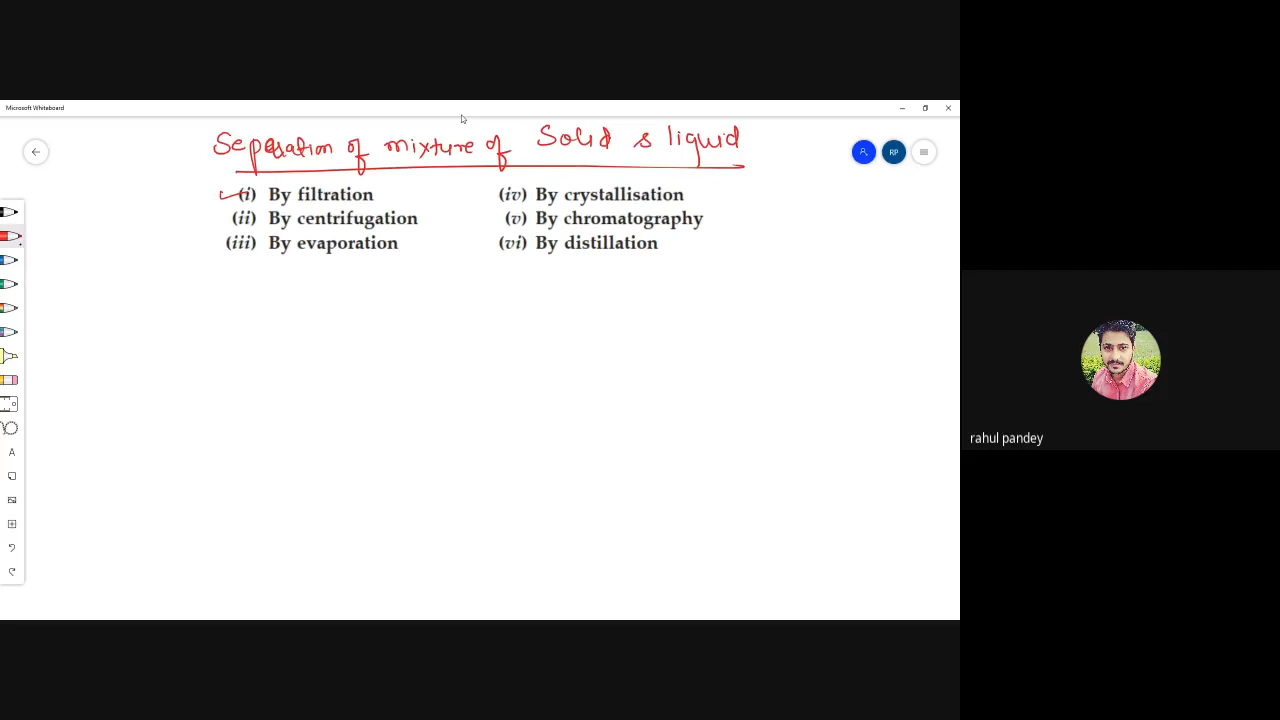 Microsoft Whiteboard
Separation of mixture of Solid & liquid
RP
(i) By filtration (iv) By crystallisation
(ii) By centrifugation (v) By chromatography
(iii) By evaporation (vi) By distillation
A
rahul pandey